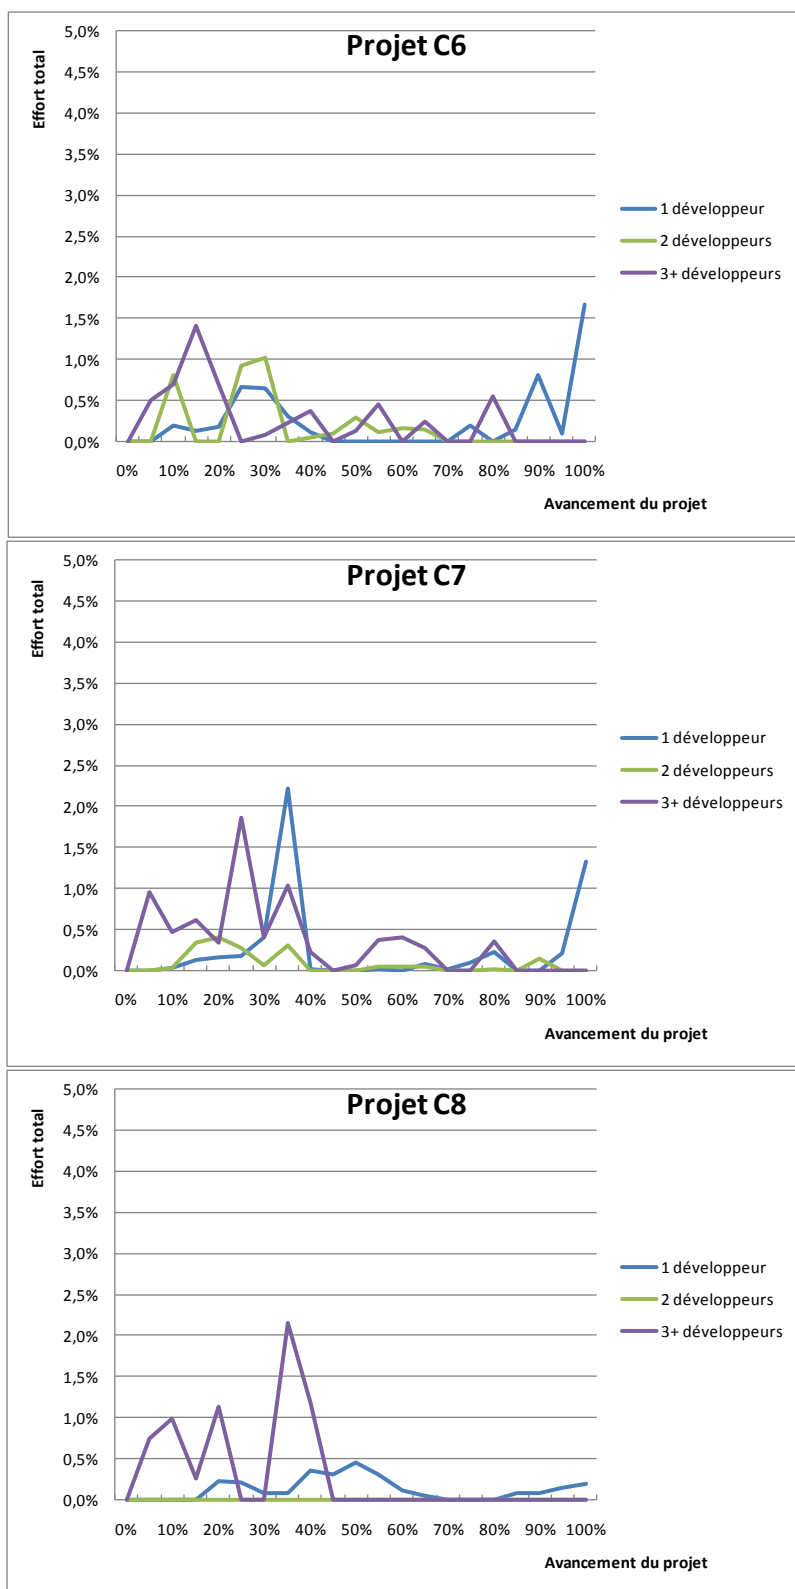 Projet C6
Effort total
5,0%
4,5%
4,0%
3,5%
3,0%
2,5%
2,0%
1,5%
1,0%
0,5%
0,0%
0% 10% 20% 30% 40% 50% 60% 70% 80% 90% 100%
Avancement du projet
1 développeur
2 développeurs
3+ développeurs
Projet C7
Effort total
5,0%
4,5%
4,0%
3,5%
3,0%
2,5%
2,0%
1,5%
1,0%
0,5%
0,0%
0% 10% 20% 30% 40% 50% 60% 70% 80% 90% 100%
Avancement du projet
1 développeur
2 développeurs
3+ développeurs
Projet C8
Effort total
5,0%
4,5%
4,0%
3,5%
3,0%
2,5%
2,0%
1,5%
1,0%
0,5%
0,0%
0% 10% 20% 30% 40% 50% 60% 70% 80% 90% 100%
Avancement du projet
1 développeur
2 développeurs
3+ développeurs